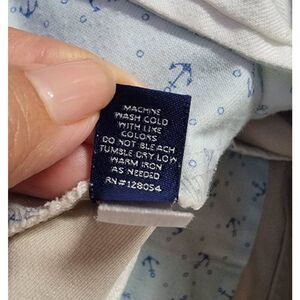 MACHINE
WASH COLD
WITH LIKE
COLORS
DO NOT BLEACH
TUMBLE DRY LOW
WARM IRON
AS NEEDED
RN#128054